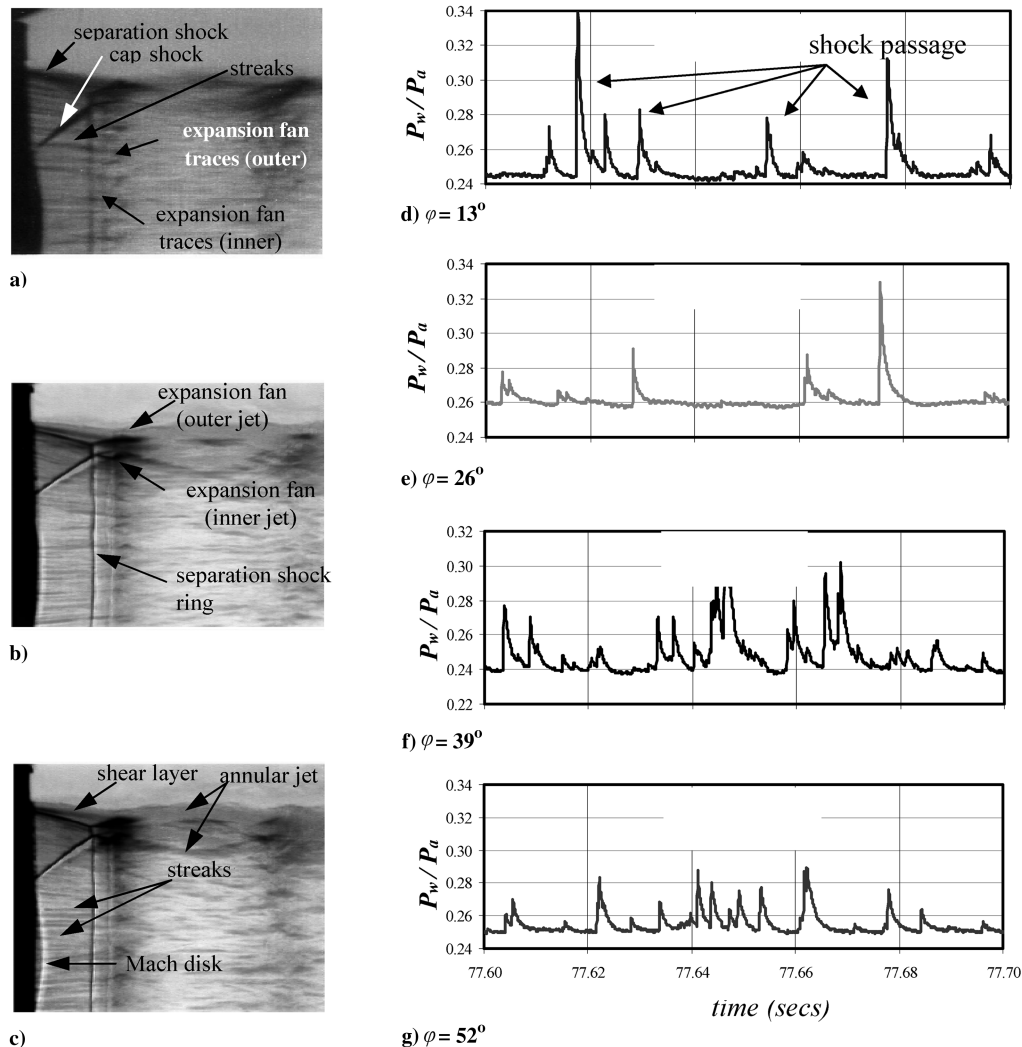 separation shock
cap shock
streaks
expansion fan
traces (outer)
expansion fan
traces (inner)
a)
expansion fan
(outer jet)
expansion fan
(inner jet)
separation shock
ring
b)
shear layer
annular jet
streaks
Mach disk
c)
0.34
0.32
0.30
0.28
0.26
0.24
Pw/Pa
shock passage
d) φ = 13°
0.34
0.32
0.30
0.28
0.26
0.24
Pw/Pa
e) φ = 26°
0.32
0.30
0.28
0.26
0.24
0.22
Pw/Pa
f) φ = 39°
0.34
0.32
0.30
0.28
0.26
0.24
Pw/Pa
77.60
77.62
77.64
77.66
77.68
77.70
time (secs)
g) φ = 52°